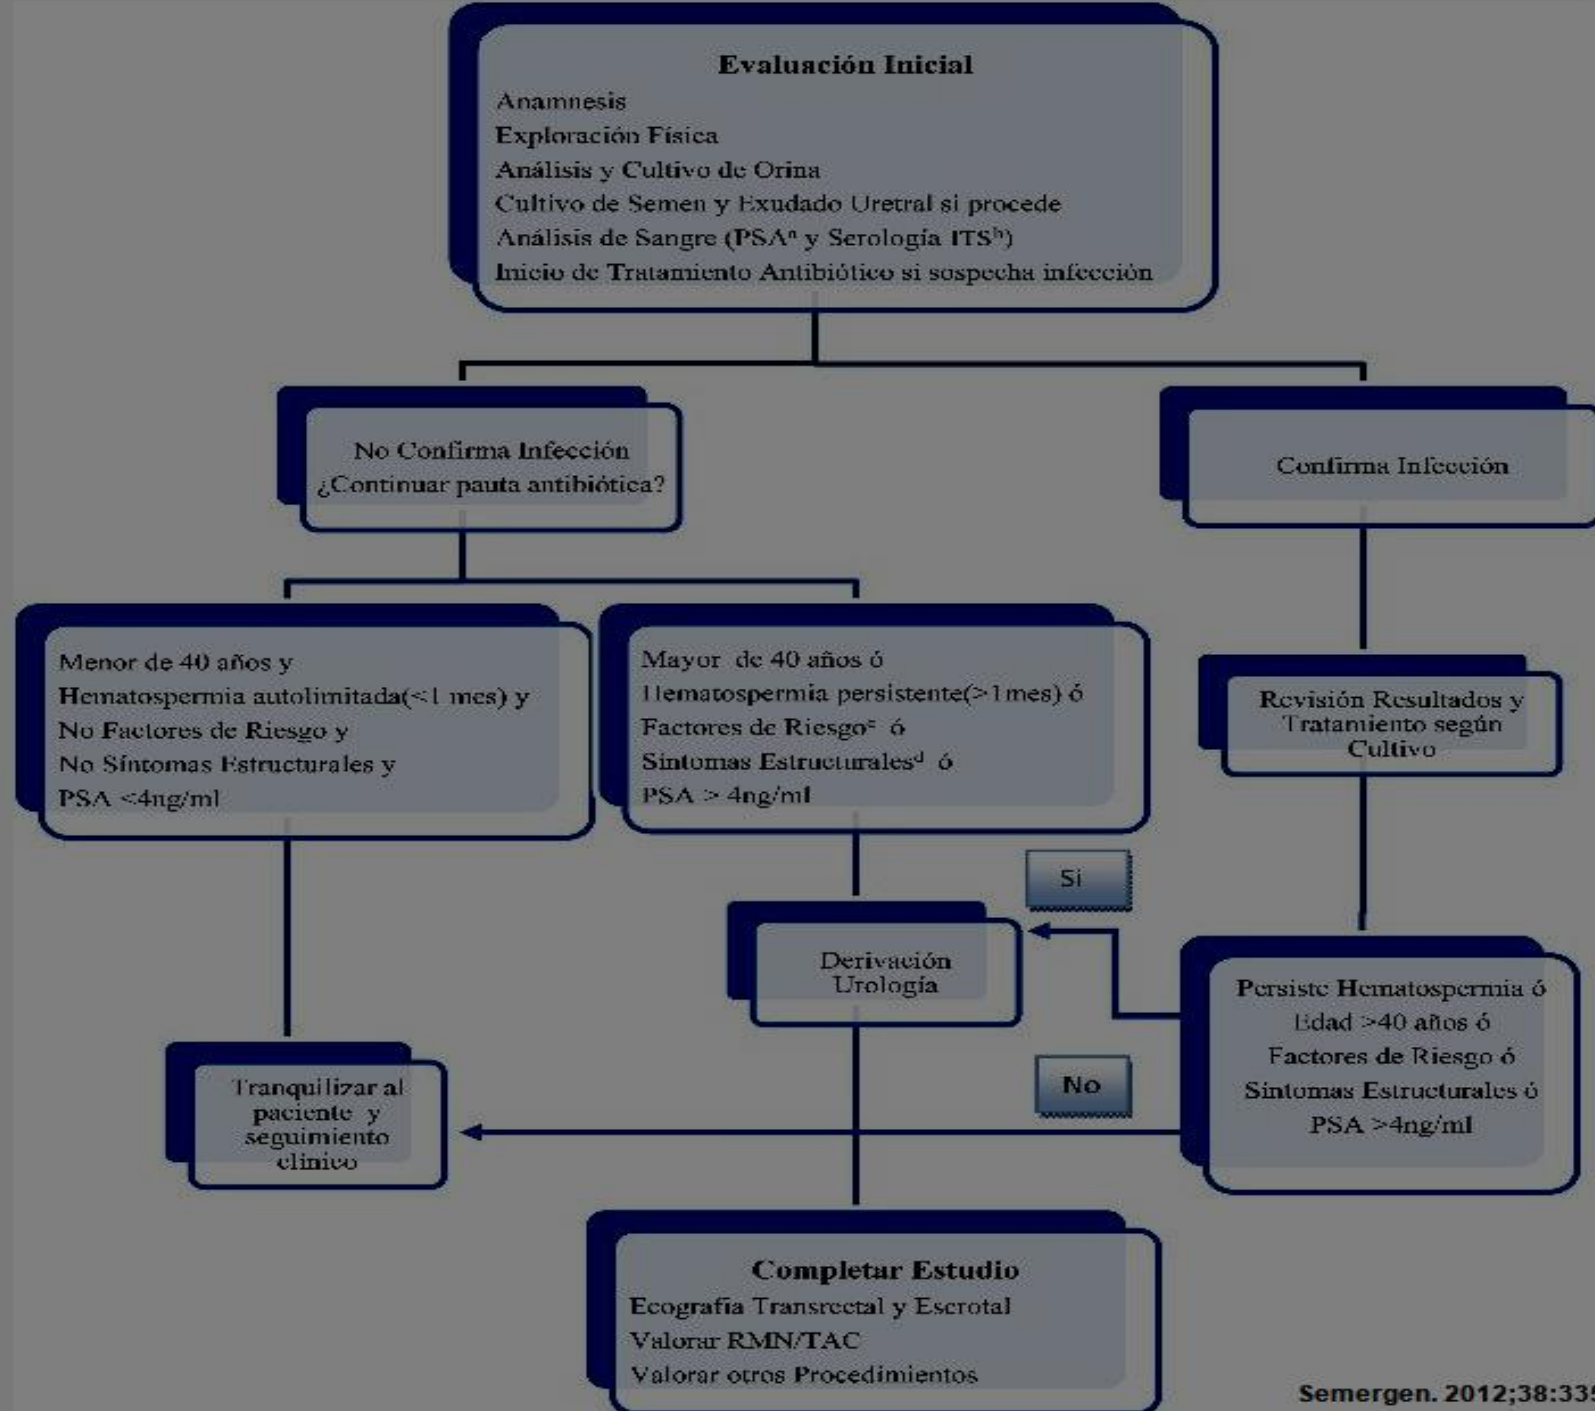 Evaluación Inicial
Anamnesis
Exploración Física
Análisis y Cultivo de Orina
Cultivo de Semen y Exudado Uretral si procede
Análisis de Sangre (PSAª y Serología ITSᵇ)
Inicio de Tratamiento Antibiótico si sospecha infección
No Confirma Infección
¿Continuar pauta antibiótica?
Confirma Infección
Menor de 40 años y
Hematospermia autolimitada(<1 mes) y
No Factores de Riesgo y
No Síntomas Estructurales y
PSA <4ng/ml
Mayor de 40 años ó
Hematospermia persistente(>1mes) ó
Factores de Riesgoᶜ ó
Síntomas Estructuralesᵈ ó
PSA > 4ng/ml
Revisión Resultados y
Tratamiento según
Cultivo
Si
Derivación
Urología
Persiste Hematospermia ó
Edad >40 años ó
Factores de Riesgo ó
Síntomas Estructurales ó
PSA >4ng/ml
No
Tranquilizar al
paciente y
seguimiento
clínico
Completar Estudio
Ecografía Transrectal y Escrotal
Valorar RMN/TAC
Valorar otros Procedimientos
Semergen. 2012;38:335